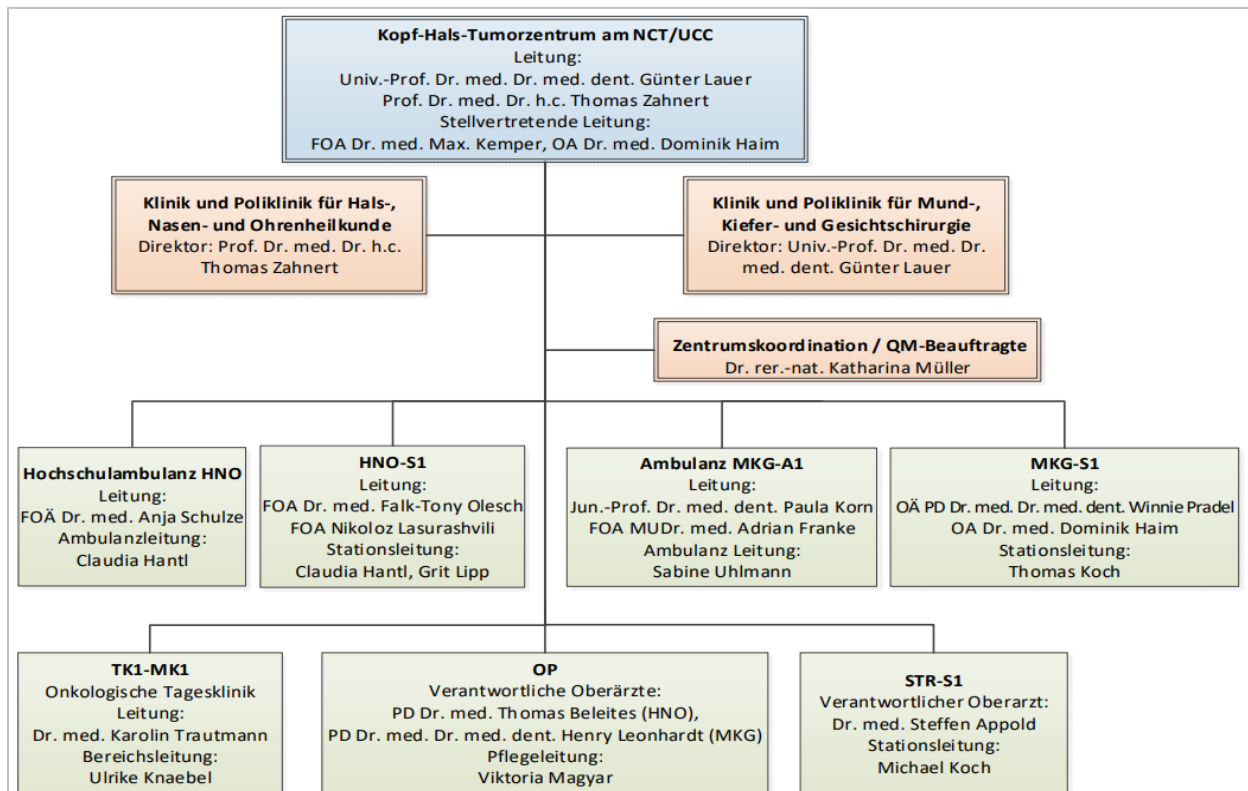 Kopf-Hals-Tumorzentrum am NCT/UCC
Leitung:
Univ.-Prof. Dr. med. Dr. med. dent. Günter Lauer
Prof. Dr. med. Dr. h.c. Thomas Zahnert
Stellvertretende Leitung:
FOA Dr. med. Max. Kemper, OA Dr. med. Dominik Haim
Klinik und Poliklinik für Hals-,
Nasen- und Ohrenheilkunde
Direktor: Prof. Dr. med. Dr. h.c.
Thomas Zahnert
Klinik und Poliklinik für Mund-,
Kiefer- und Gesichtschirurgie
Direktor: Univ.-Prof. Dr. med. Dr.
med. dent. Günter Lauer
Zentrumskoordination / QM-Beauftragte
Dr. rer.-nat. Katharina Müller
Hochschulambulanz HNO
Leitung:
FOÄ Dr. med. Anja Schulze
Ambulanzleitung:
Claudia Hantl
HNO-S1
Leitung:
FOA Dr. med. Falk-Tony Olesch
FOA Nikoloz Lasurashvili
Stationsleitung:
Claudia Hantl, Grit Lipp
Ambulanz MKG-A1
Leitung:
Jun.-Prof. Dr. med. dent. Paula Korn
FOA MUDr. med. Adrian Franke
Ambulanz Leitung:
Sabine Uhlmann
MKG-S1
Leitung:
OÄ PD Dr. med. Dr. med. dent. Winnie Pradel
OA Dr. med. Dominik Haim
Stationsleitung:
Thomas Koch
TK1-MK1
Onkologische Tagesklinik
Leitung:
Dr. med. Karolin Trautmann
Bereichsleitung:
Ulrike Knaebel
OP
Verantwortliche Oberärzte:
PD Dr. med. Thomas Beleites (HNO),
PD Dr. med. Dr. med. dent. Henry Leonhardt (MKG)
Pflegeleitung:
Viktoria Magyar
STR-S1
Verantwortlicher Oberarzt:
Dr. med. Steffen Appold
Stationsleitung:
Michael Koch